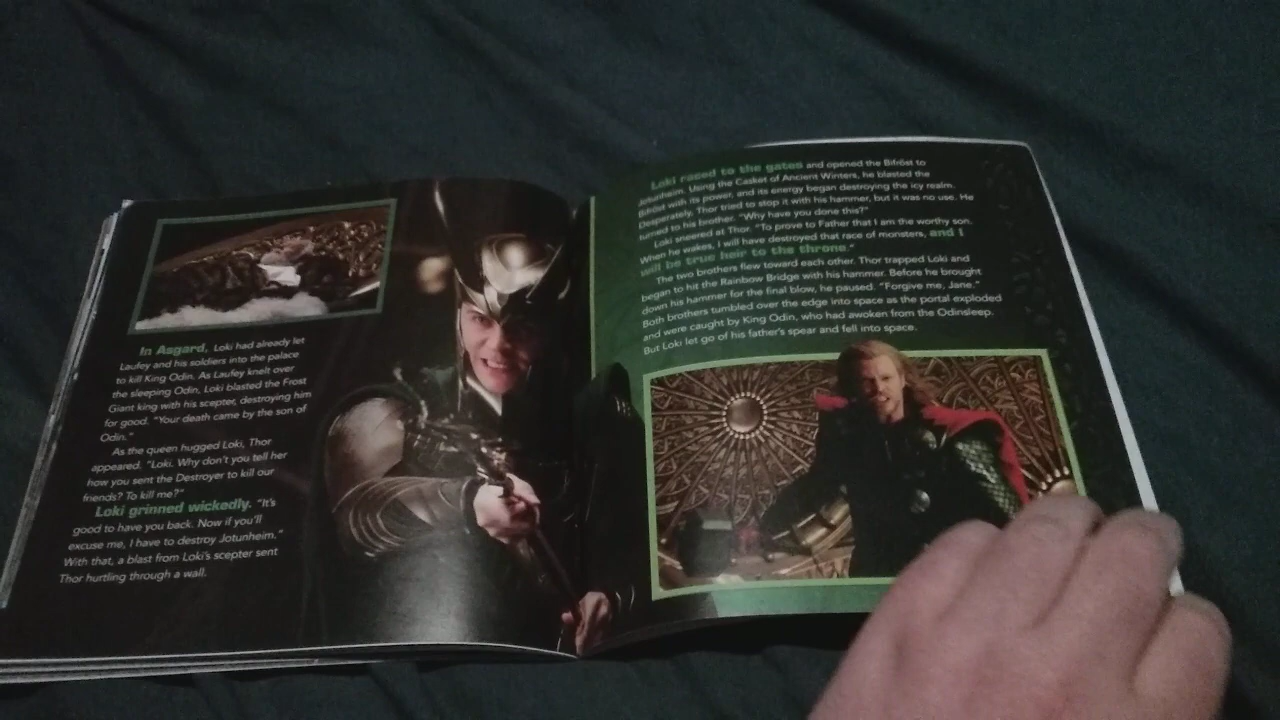 In Asgard, Loki had already let
Laufey and his soldiers into the palace
to kill King Odin. As Laufey knelt over
the sleeping Odin, Loki blasted the Frost
Giant king with his scepter, destroying him
for good. "Your death came by the son of
Odin."
As the queen hugged Loki, Thor
appeared. "Loki. Why don't you tell her
how you sent the Destroyer to kill our
friends? To kill me?"
Loki grinned wickedly. "It's
good to have you back. Now if you'll
excuse me, I have to destroy Jotunheim."
With that, a blast from Loki's scepter sent
Thor hurtling through a wall.
Loki raced to the gates and opened the Bifröst to
Jotunheim. Using the Casket of Ancient Winters, he blasted the
Bifröst with its power, and its energy began destroying the icy realm.
Desperately, Thor tried to stop it with his hammer, but it was no use. He
turned to his brother. "Why have you done this?"
Loki sneered at Thor. "To prove to Father that I am the worthy son.
When he wakes, I will have destroyed that race of monsters, and I
will be true heir to the throne."
The two brothers flew toward each other. Thor trapped Loki and
began to hit the Rainbow Bridge with his hammer. Before he brought
down his hammer for the final blow, he paused. "Forgive me, Jane."
Both brothers tumbled over the edge into space as the portal exploded
and were caught by King Odin, who had awoken from the Odinsleep.
But Loki let go of his father's spear and fell into space.